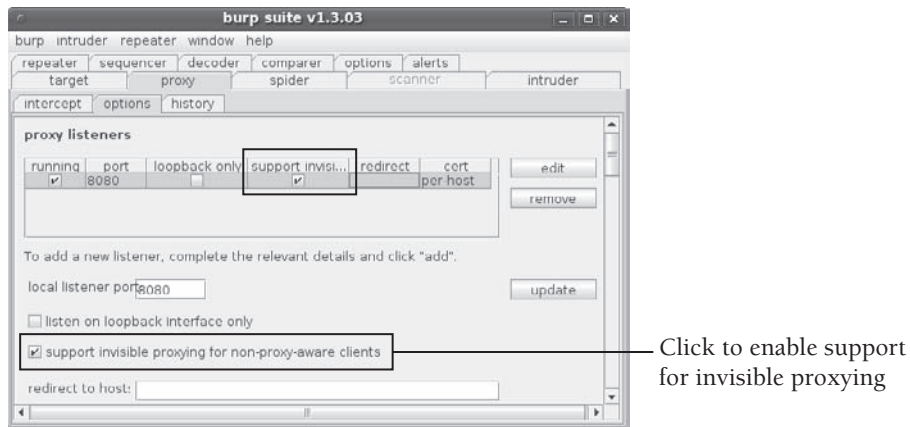 burp suite v1.3.03
burp intruder repeater window help
repeater sequencer decoder comparer options alerts
target proxy spider scanner intruder
intercept options history
proxy listeners
running port loopback only support invisi... redirect cert
8080 per-host
edit
remove
To add a new listener, complete the relevant details and click "add".
local listener port: 8080
update
listen on loopback interface only
support invisible proxying for non-proxy-aware clients
Click to enable support
for invisible proxying
redirect to host: